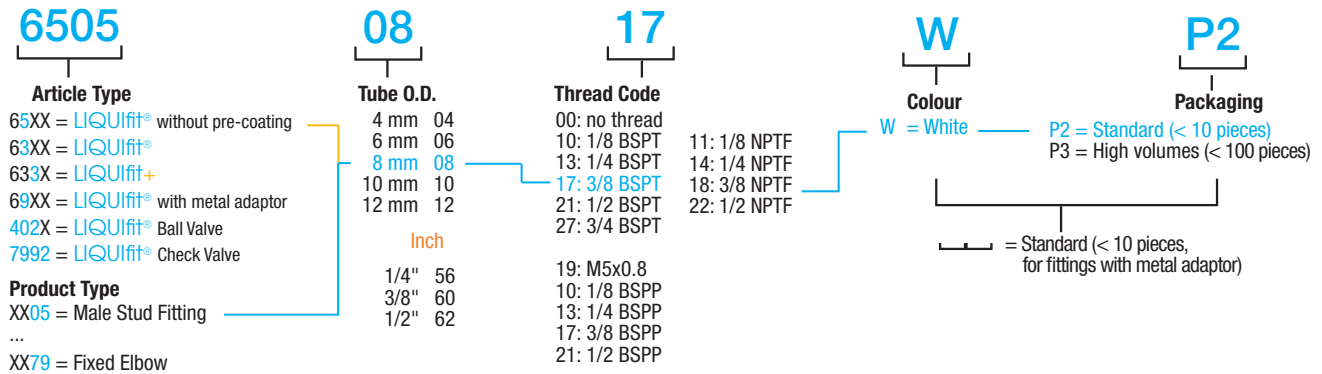 6505 08 17 W P2
Article Type
65XX = LIQUIfit® without pre-coating
63XX = LIQUIfit®
633X = LIQUIfit+
69XX = LIQUIfit® with metal adaptor
402X = LIQUIfit® Ball Valve
7992 = LIQUIfit® Check Valve
Product Type
XX05 = Male Stud Fitting
...
XX79 = Fixed Elbow
Tube O.D.
4 mm 04
6 mm 06
8 mm 08
10 mm 10
12 mm 12
Inch
1/4" 56
3/8" 60
1/2" 62
Thread Code
00: no thread
10: 1/8 BSPT
13: 1/4 BSPT
17: 3/8 BSPT
21: 1/2 BSPT
27: 3/4 BSPT
19: M5x0.8
10: 1/8 BSPP
13: 1/4 BSPP
17: 3/8 BSPP
21: 1/2 BSPP
11: 1/8 NPTF
14: 1/4 NPTF
18: 3/8 NPTF
22: 1/2 NPTF
Colour
W = White
Packaging
P2 = Standard (< 10 pieces)
P3 = High volumes (< 100 pieces)
= Standard (< 10 pieces,
for fittings with metal adaptor)